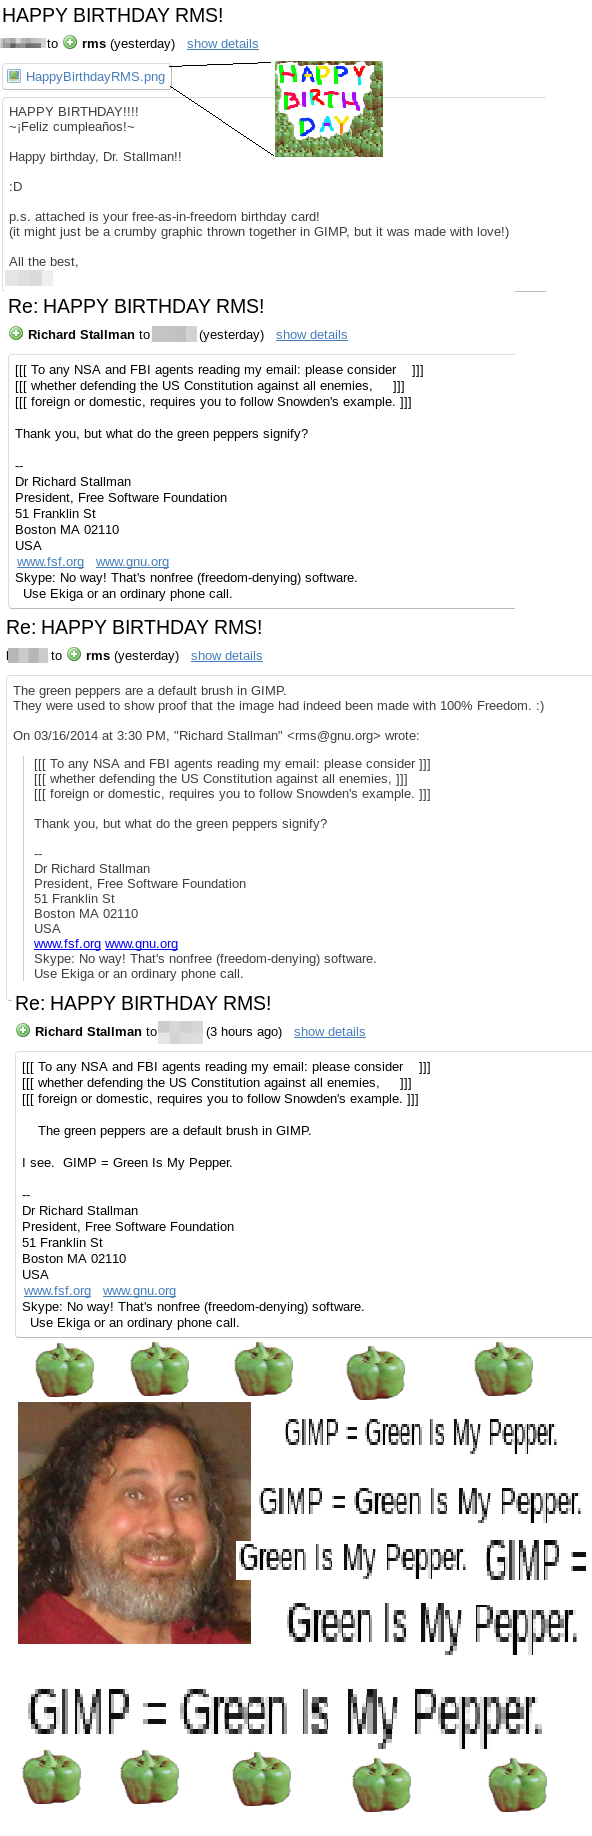 HAPPY BIRTHDAY RMS!
to rms (yesterday) show details
HappyBirthdayRMS.png
HAPPY
BIRTH
DAY
HAPPY BIRTHDAY!!!!
~¡Feliz cumpleaños!~
Happy birthday, Dr. Stallman!!
:D
p.s. attached is your free-as-in-freedom birthday card!
(it might just be a crumby graphic thrown together in GIMP, but it was made with love!)
All the best,
Re: HAPPY BIRTHDAY RMS!
Richard Stallman to (yesterday) show details
[[[ To any NSA and FBI agents reading my email: please consider ]]]
[[[ whether defending the US Constitution against all enemies, ]]]
[[[ foreign or domestic, requires you to follow Snowden's example. ]]]
Thank you, but what do the green peppers signify?
--
Dr Richard Stallman
President, Free Software Foundation
51 Franklin St
Boston MA 02110
USA
www.fsf.org www.gnu.org
Skype: No way! That's nonfree (freedom-denying) software.
Use Ekiga or an ordinary phone call.
Re: HAPPY BIRTHDAY RMS!
to rms (yesterday) show details
The green peppers are a default brush in GIMP.
They were used to show proof that the image had indeed been made with 100% Freedom. :)
On 03/16/2014 at 3:30 PM, "Richard Stallman" <rms@gnu.org> wrote:
[[[ To any NSA and FBI agents reading my email: please consider ]]]
[[[ whether defending the US Constitution against all enemies, ]]]
[[[ foreign or domestic, requires you to follow Snowden's example. ]]]
Thank you, but what do the green peppers signify?
--
Dr Richard Stallman
President, Free Software Foundation
51 Franklin St
Boston MA 02110
USA
www.fsf.org www.gnu.org
Skype: No way! That's nonfree (freedom-denying) software.
Use Ekiga or an ordinary phone call.
Re: HAPPY BIRTHDAY RMS!
Richard Stallman to (3 hours ago) show details
[[[ To any NSA and FBI agents reading my email: please consider ]]]
[[[ whether defending the US Constitution against all enemies, ]]]
[[[ foreign or domestic, requires you to follow Snowden's example. ]]]
The green peppers are a default brush in GIMP.
I see. GIMP = Green Is My Pepper.
--
Dr Richard Stallman
President, Free Software Foundation
51 Franklin St
Boston MA 02110
USA
www.fsf.org www.gnu.org
Skype: No way! That's nonfree (freedom-denying) software.
Use Ekiga or an ordinary phone call.
GIMP = Green Is My Pepper.
GIMP = Green Is My Pepper.
Green Is My Pepper. GIMP =
Green Is My Pepper.
GIMP = Green Is My Pepper.